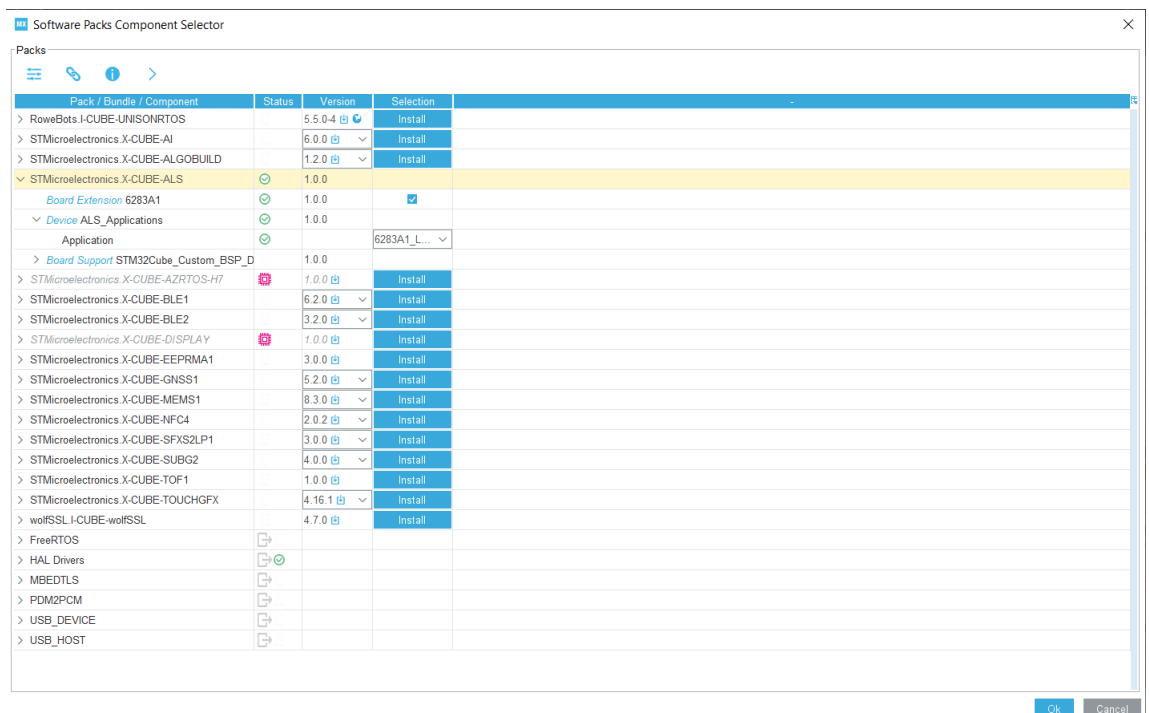 MX Software Packs Component Selector
Packs
Pack / Bundle / Component Status Version Selection -
RoweBots.I-CUBE-UNISONRTOS 5.5.0-4 Install
STMicroelectronics.X-CUBE-AI 6.0.0 Install
STMicroelectronics.X-CUBE-ALGOBUILD 1.2.0 Install
STMicroelectronics.X-CUBE-ALS 1.0.0
Board Extension 6283A1 1.0.0
Device ALS_Applications 1.0.0
Application 6283A1_L...
Board Support STM32Cube_Custom_BSP_D 1.0.0
STMicroelectronics.X-CUBE-AZRTOS-H7 1.0.0 Install
STMicroelectronics.X-CUBE-BLE1 6.2.0 Install
STMicroelectronics.X-CUBE-BLE2 3.2.0 Install
STMicroelectronics.X-CUBE-DISPLAY 1.0.0 Install
STMicroelectronics.X-CUBE-EEPRMA1 3.0.0 Install
STMicroelectronics.X-CUBE-GNSS1 5.2.0 Install
STMicroelectronics.X-CUBE-MEMS1 8.3.0 Install
STMicroelectronics.X-CUBE-NFC4 2.0.2 Install
STMicroelectronics.X-CUBE-SFXS2LP1 3.0.0 Install
STMicroelectronics.X-CUBE-SUBG2 4.0.0 Install
STMicroelectronics.X-CUBE-TOF1 1.0.0 Install
STMicroelectronics.X-CUBE-TOUCHGFX 4.16.1 Install
wolfSSL.I-CUBE-wolfSSL 4.7.0 Install
FreeRTOS
HAL Drivers
MBEDTLS
PDM2PCM
USB_DEVICE
USB_HOST
Ok Cancel